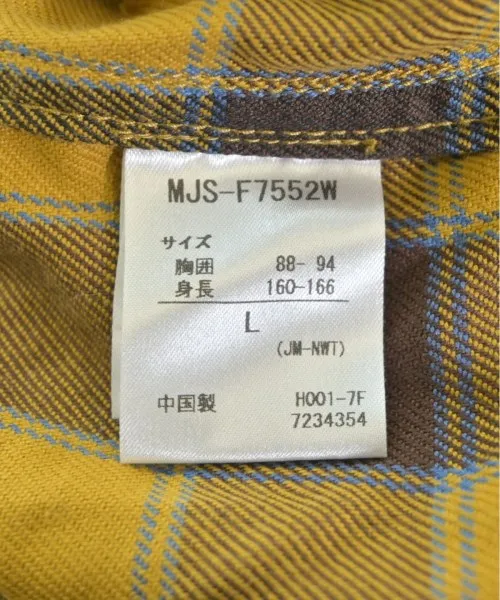 MJS-F7552W
サイズ
胸囲 88- 94
身長 160-166
L
(JM-NWT)
中国製 H001-7F
7234354